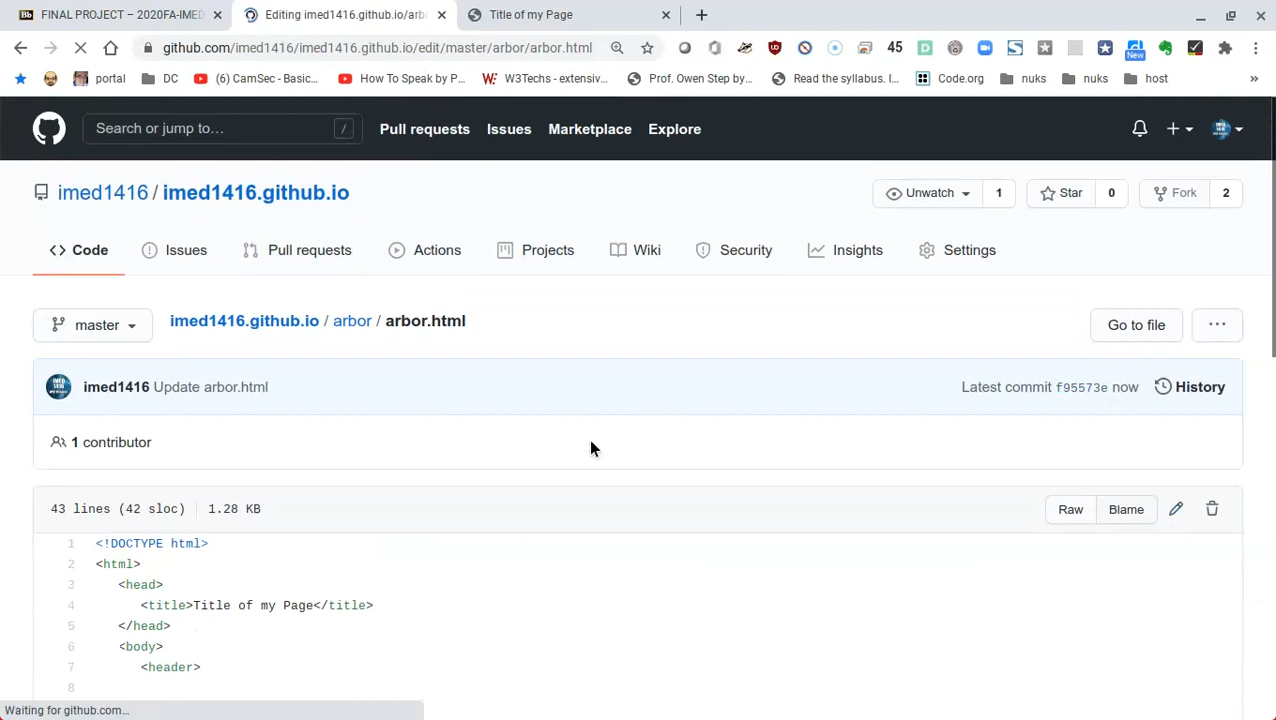 Bb FINAL PROJECT – 2020FA-IMED
Editing imed1416.github.io/arbo
Title of my Page
github.com/imed1416/imed1416.github.io/edit/master/arbor/arbor.html
45
New
portal
DC
(6) CamSec - Basic...
How To Speak by P...
W3Techs - extensiv...
Prof. Owen Step by...
Read the syllabus. I...
Code.org
nuks
nuks
host
»
Search or jump to… /
Pull requests Issues Marketplace Explore
imed1416 / imed1416.github.io
Unwatch 1 Star 0 Fork 2
<> Code Issues Pull requests Actions Projects Wiki Security Insights Settings
master imed1416.github.io / arbor / arbor.html Go to file ...
imed1416 Update arbor.html Latest commit f95573e now History
1 contributor
43 lines (42 sloc) 1.28 KB Raw Blame
1 <!DOCTYPE html>
2 <html>
3 <head>
4 <title>Title of my Page</title>
5 </head>
6 <body>
7 <header>
8
Waiting for github.com...